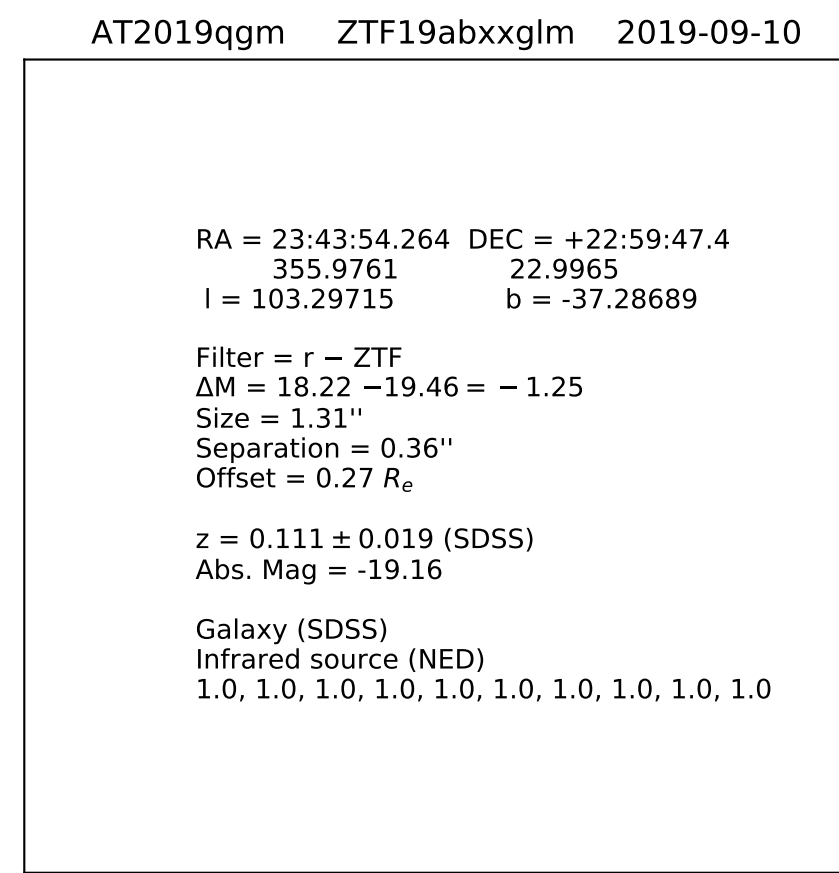 AT2019qgm ZTF19abxxglm 2019-09-10
RA = 23:43:54.264 DEC = +22:59:47.4
355.9761 22.9965
l = 103.29715 b = -37.28689
Filter = r − ZTF
ΔM = 18.22 −19.46 = − 1.25
Size = 1.31''
Separation = 0.36''
Offset = 0.27 Re
z = 0.111 ± 0.019 (SDSS)
Abs. Mag = -19.16
Galaxy (SDSS)
Infrared source (NED)
1.0, 1.0, 1.0, 1.0, 1.0, 1.0, 1.0, 1.0, 1.0, 1.0